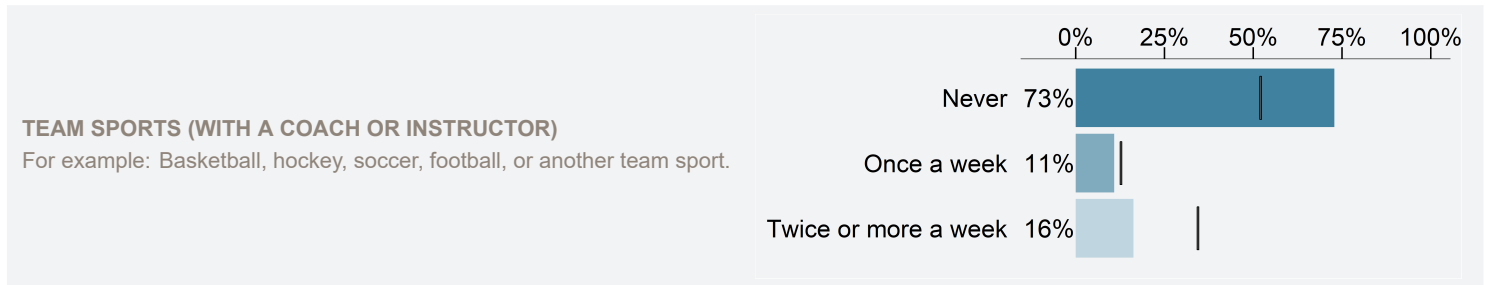 TEAM SPORTS (WITH A COACH OR INSTRUCTOR)
For example: Basketball, hockey, soccer, football, or another team sport.
0% 25% 50% 75% 100%
Never 73%
Once a week 11%
Twice or more a week 16%